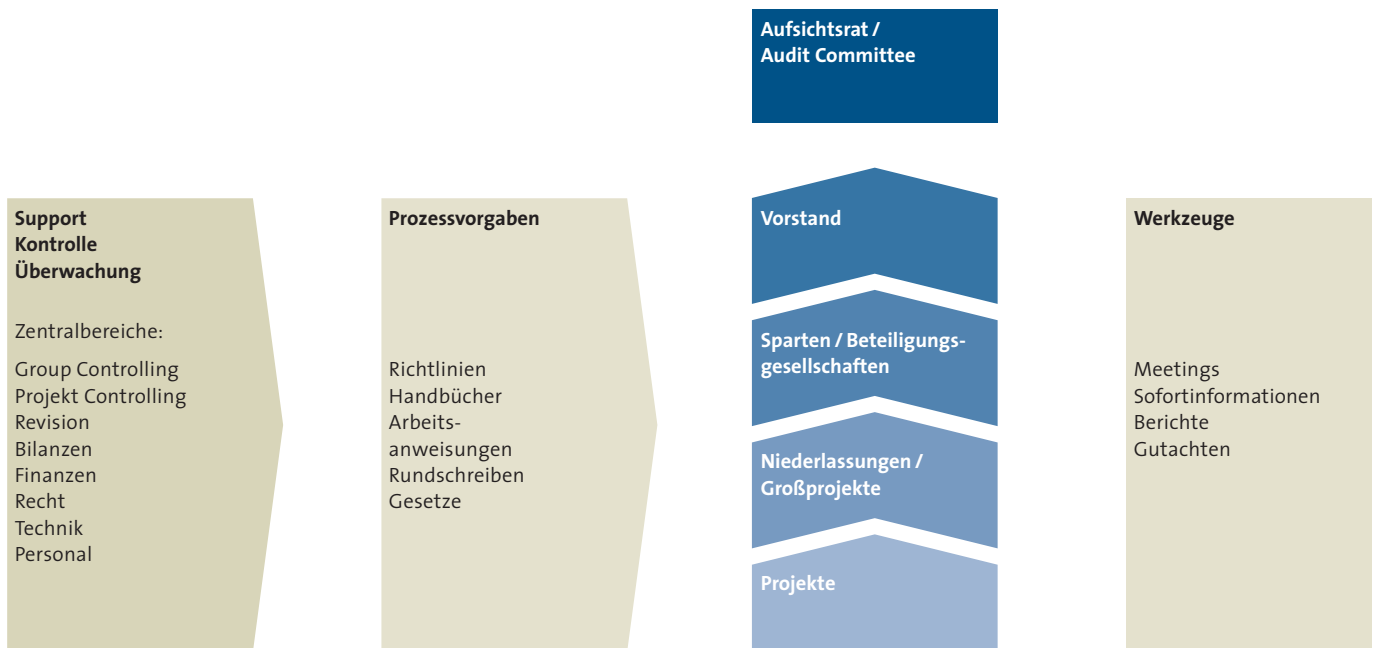 Aufsichtsrat /
Audit Committee
Support
Kontrolle
Überwachung
Zentralbereiche:
Group Controlling
Projekt Controlling
Revision
Bilanzen
Finanzen
Recht
Technik
Personal
Prozessvorgaben
Richtlinien
Handbücher
Arbeits-
anweisungen
Rundschreiben
Gesetze
Vorstand
Sparten / Beteiligungs-
gesellschaften
Niederlassungen /
Großprojekte
Projekte
Werkzeuge
Meetings
Sofortinformationen
Berichte
Gutachten